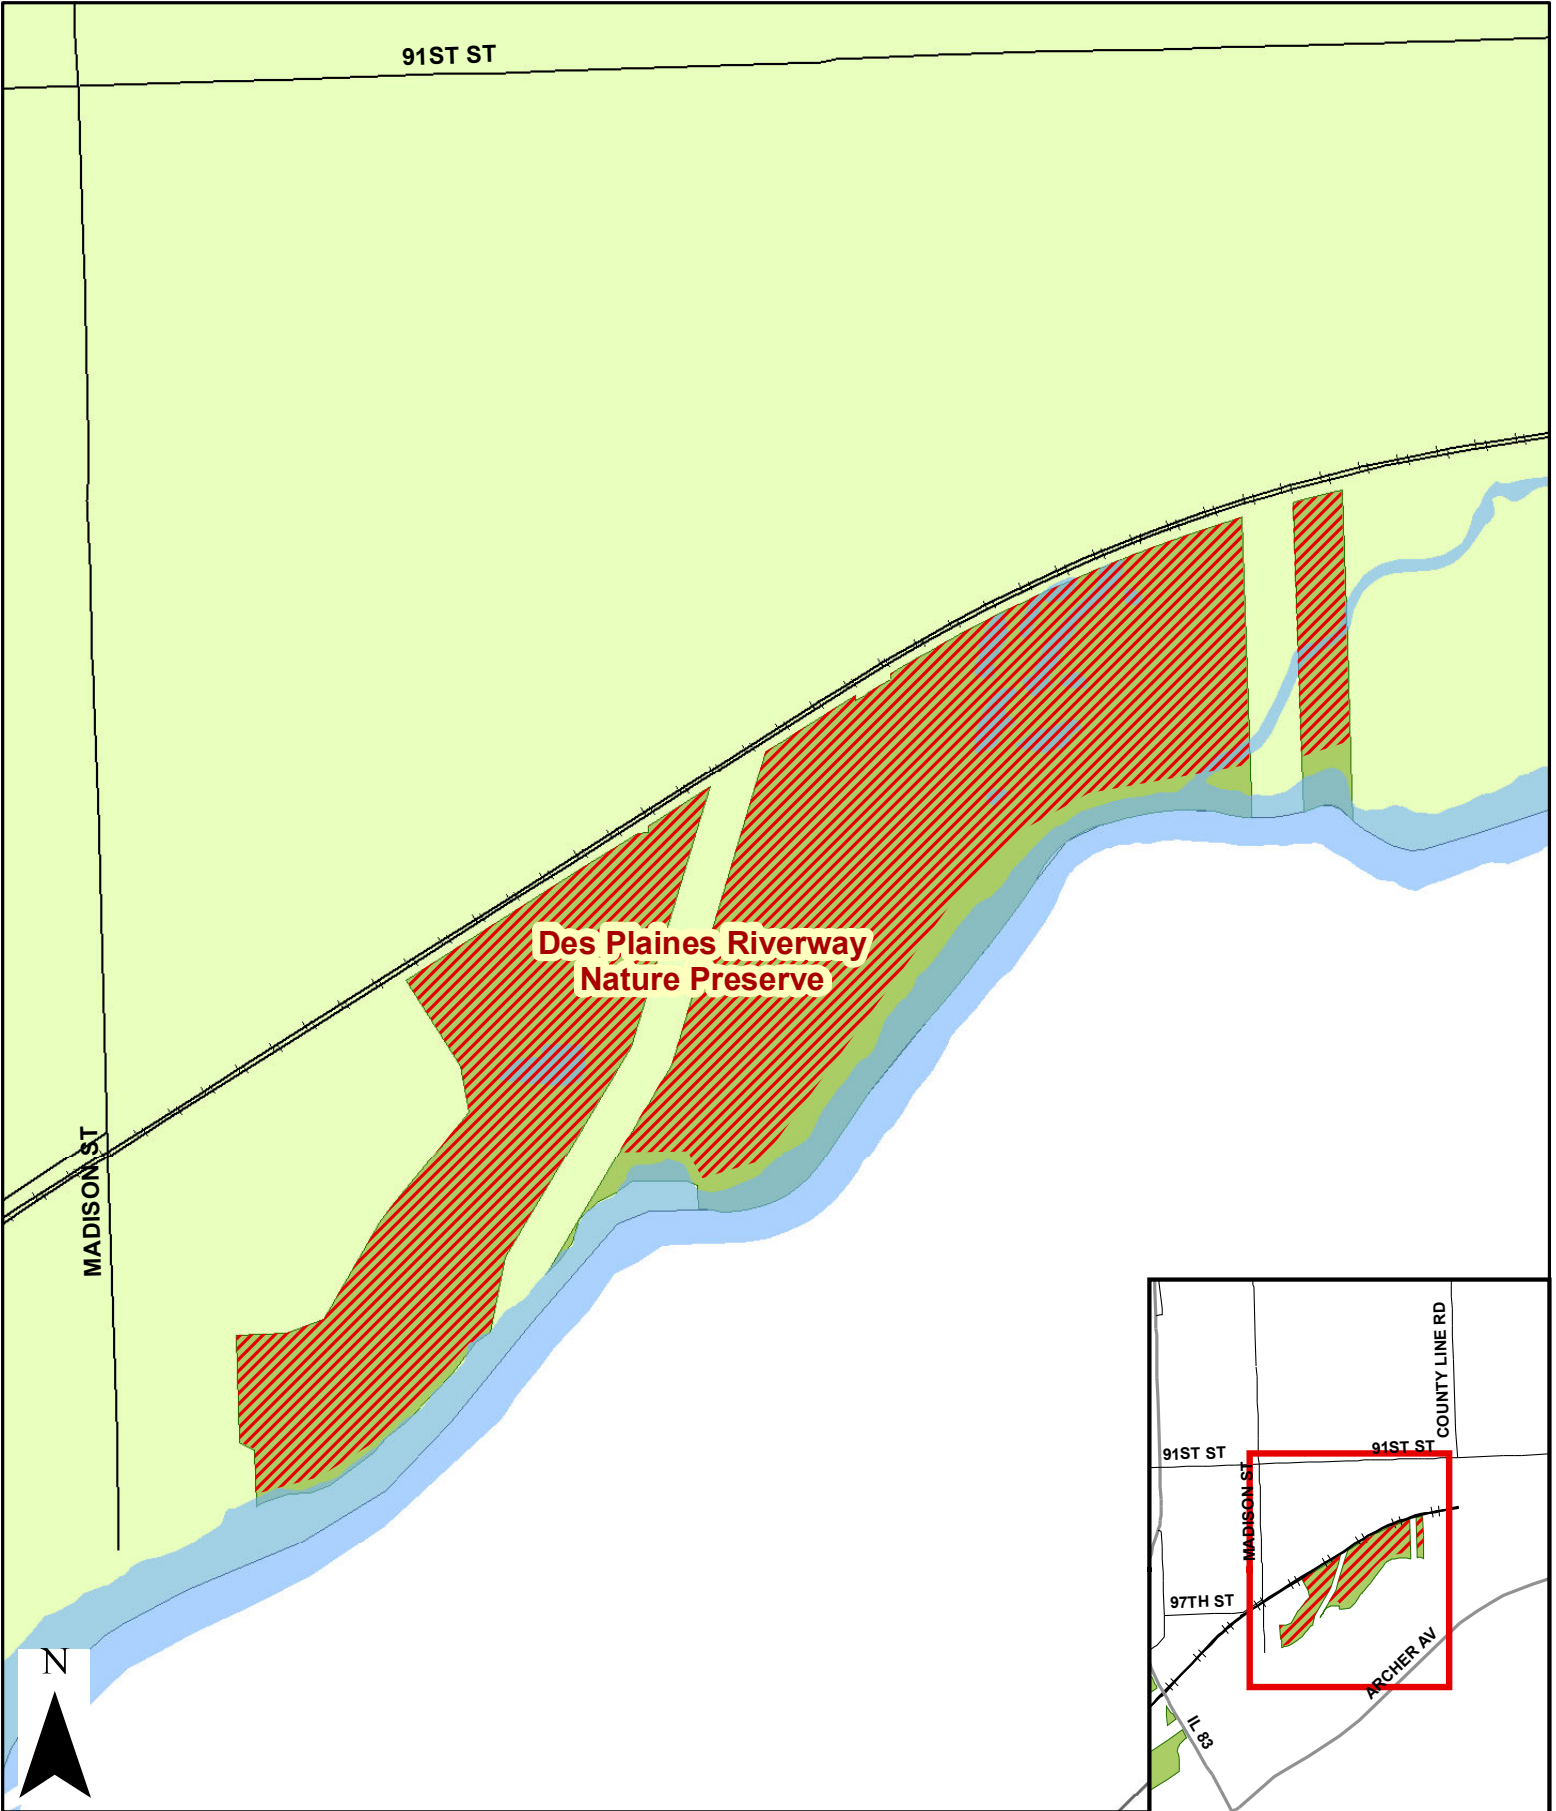 91ST ST
Des Plaines Riverway
Nature Preserve
MADISON ST
N
COUNTY LINE RD
91ST ST
91ST ST
MADISON ST
97TH ST
ARCHER AV
IL 83